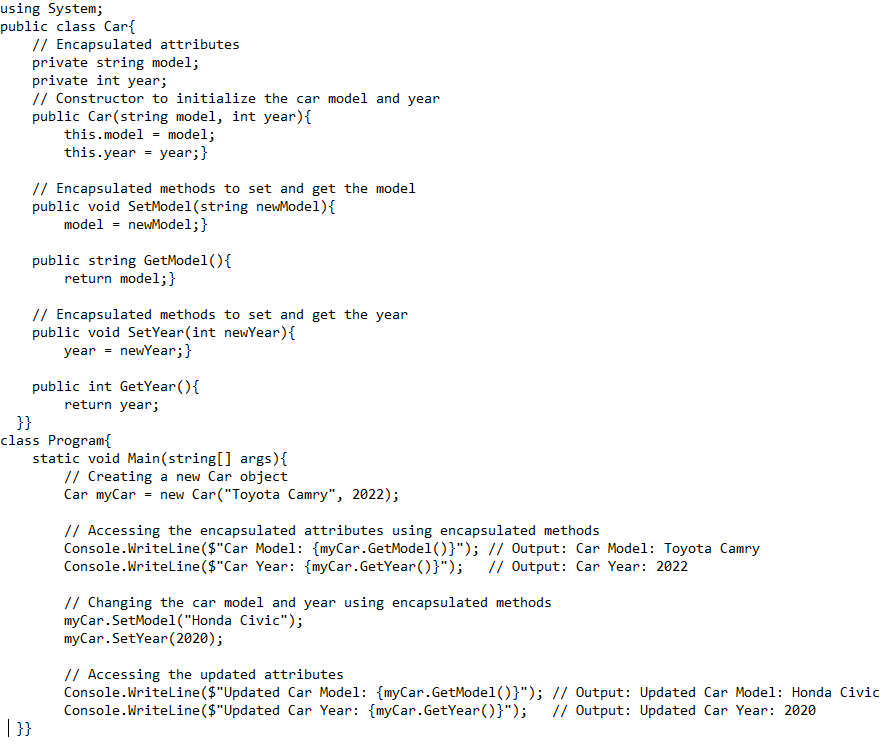 using System;
public class Car{
    // Encapsulated attributes
    private string model;
    private int year;
    // Constructor to initialize the car model and year
    public Car(string model, int year){
        this.model = model;
        this.year = year;}

    // Encapsulated methods to set and get the model
    public void SetModel(string newModel){
        model = newModel;}

    public string GetModel(){
        return model;}

    // Encapsulated methods to set and get the year
    public void SetYear(int newYear){
        year = newYear;}

    public int GetYear(){
        return year;
  }}
class Program{
    static void Main(string[] args){
        // Creating a new Car object
        Car myCar = new Car("Toyota Camry", 2022);

        // Accessing the encapsulated attributes using encapsulated methods
        Console.WriteLine($"Car Model: {myCar.GetModel()}"); // Output: Car Model: Toyota Camry
        Console.WriteLine($"Car Year: {myCar.GetYear()}");   // Output: Car Year: 2022

        // Changing the car model and year using encapsulated methods
        myCar.SetModel("Honda Civic");
        myCar.SetYear(2020);

        // Accessing the updated attributes
        Console.WriteLine($"Updated Car Model: {myCar.GetModel()}"); // Output: Updated Car Model: Honda Civic
        Console.WriteLine($"Updated Car Year: {myCar.GetYear()}");   // Output: Updated Car Year: 2020
  }}